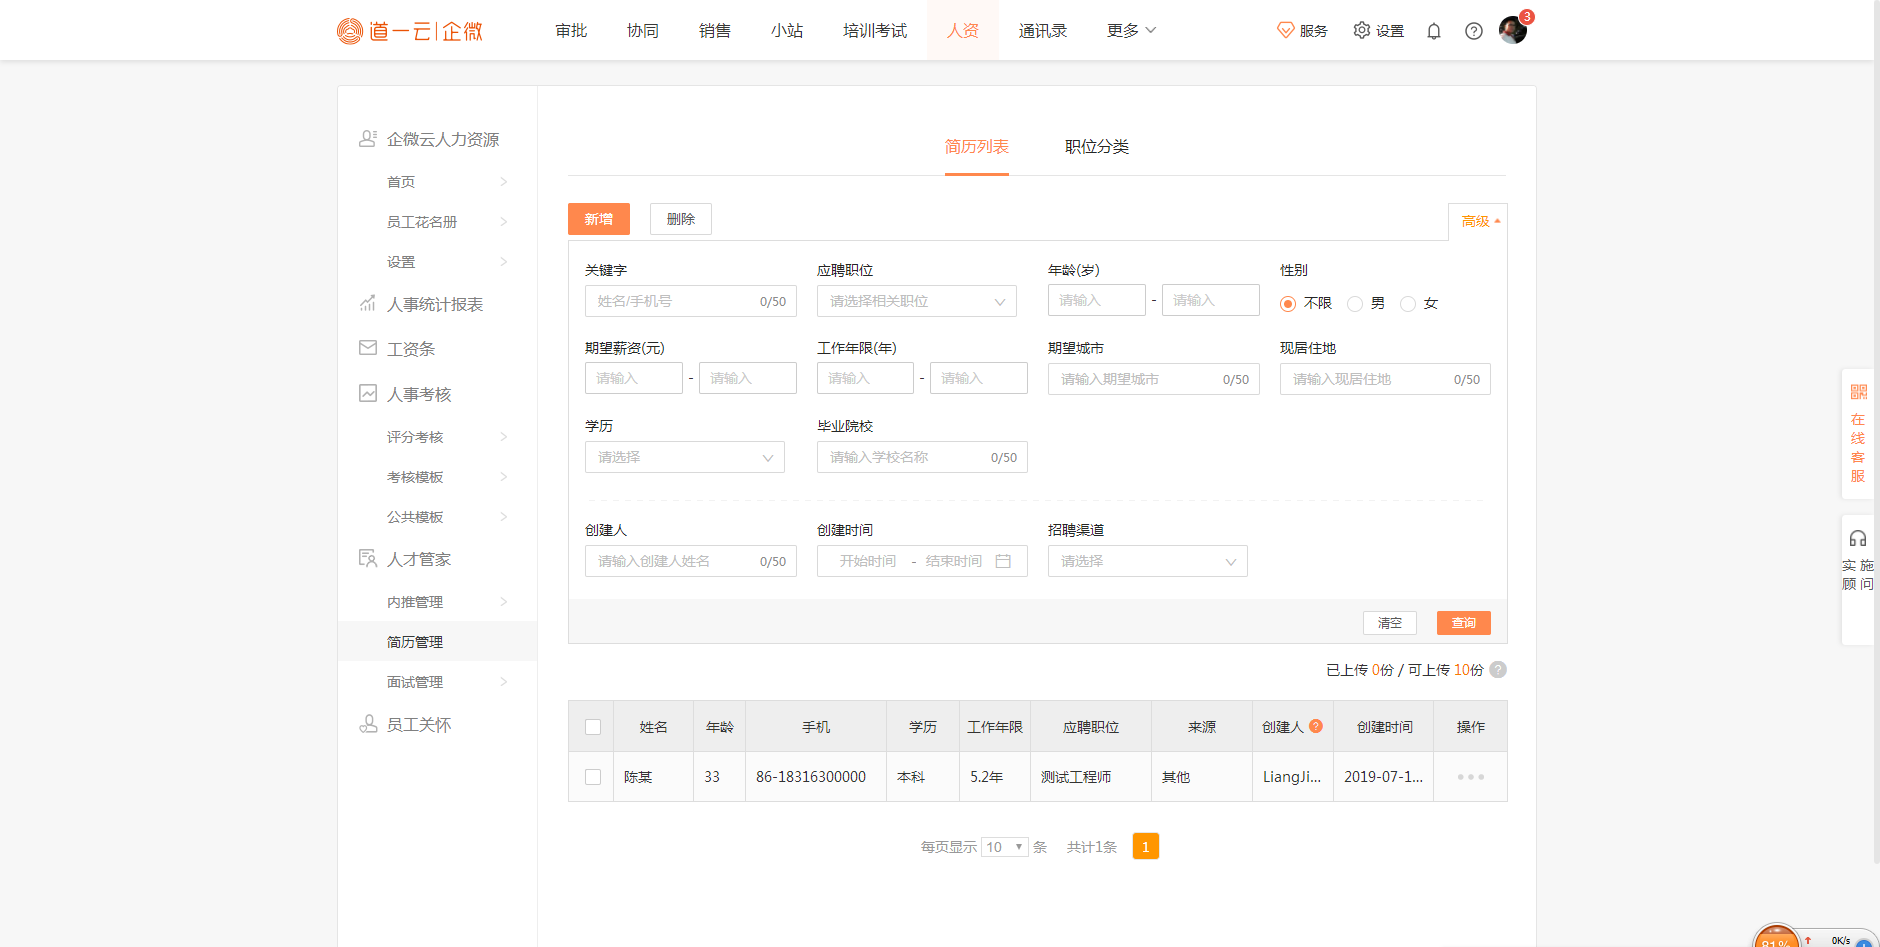 道一云|企微
审批 协同 销售 小站 培训考试 人资 通讯录 更多
服务 设置 3
企微云人力资源
首页
员工花名册
设置
人事统计报表
工资条
人事考核
评分考核
考核模板
公共模板
人才管家
内推管理
简历管理
面试管理
员工关怀
简历列表 职位分类
新增 删除 高级
关键字 应聘职位 年龄(岁) 性别
姓名/手机号 0/50 请选择相关职位 请输入 - 请输入 不限 男 女
期望薪资(元) 工作年限(年) 期望城市 现居住地
请输入 - 请输入 请输入 - 请输入 请输入期望城市 0/50 请输入现居住地 0/50
学历 毕业院校
请选择 请输入学校名称 0/50
创建人 创建时间 招聘渠道
请输入创建人姓名 0/50 开始时间 - 结束时间 请选择
清空 查询
已上传 0份 / 可上传 10份 ?
姓名 年龄 手机 学历 工作年限 应聘职位 来源 创建人 ? 创建时间 操作
陈某 33 86-18316300000 本科 5.2年 测试工程师 其他 LiangJi... 2019-07-1... •••
每页显示 10 条 共计1条 1
在
线
客
服
实 施
顾 问
81% 0K/s